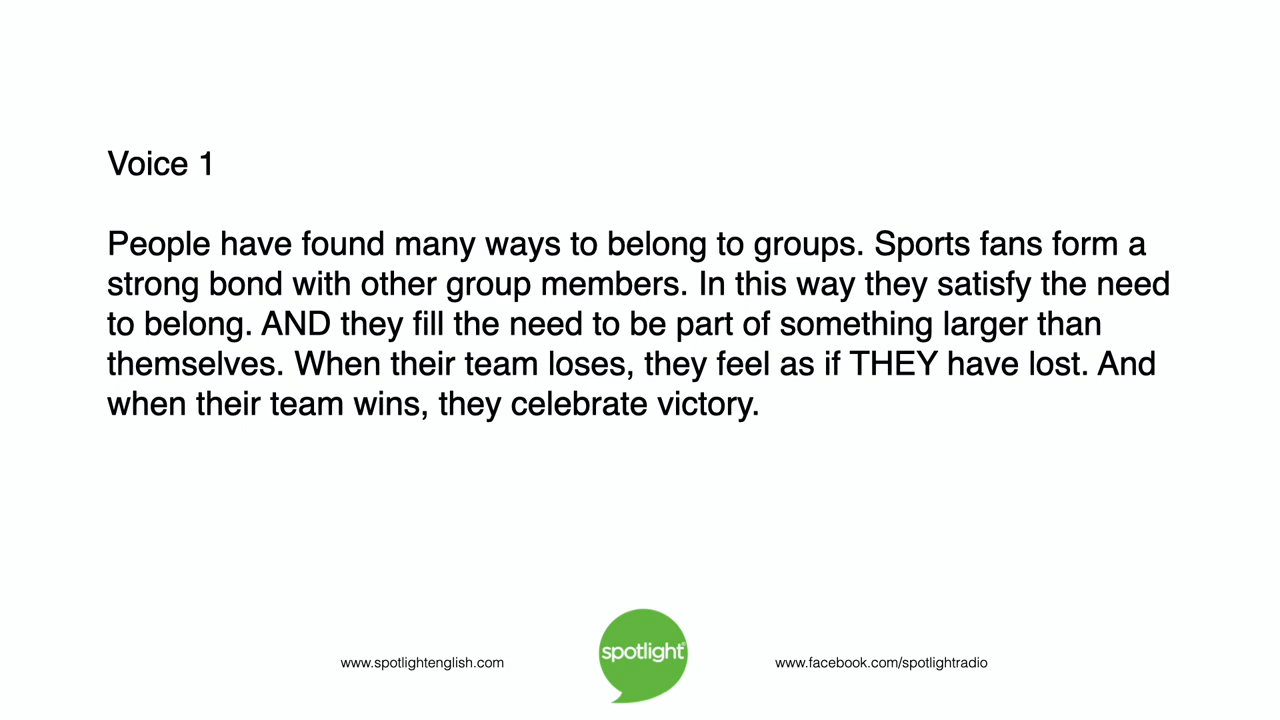 Voice 1
People have found many ways to belong to groups. Sports fans form a
strong bond with other group members. In this way they satisfy the need
to belong. AND they fill the need to be part of something larger than
themselves. When their team loses, they feel as if THEY have lost. And
when their team wins, they celebrate victory.
www.spotlightenglish.com
spotlight®
www.facebook.com/spotlightradio